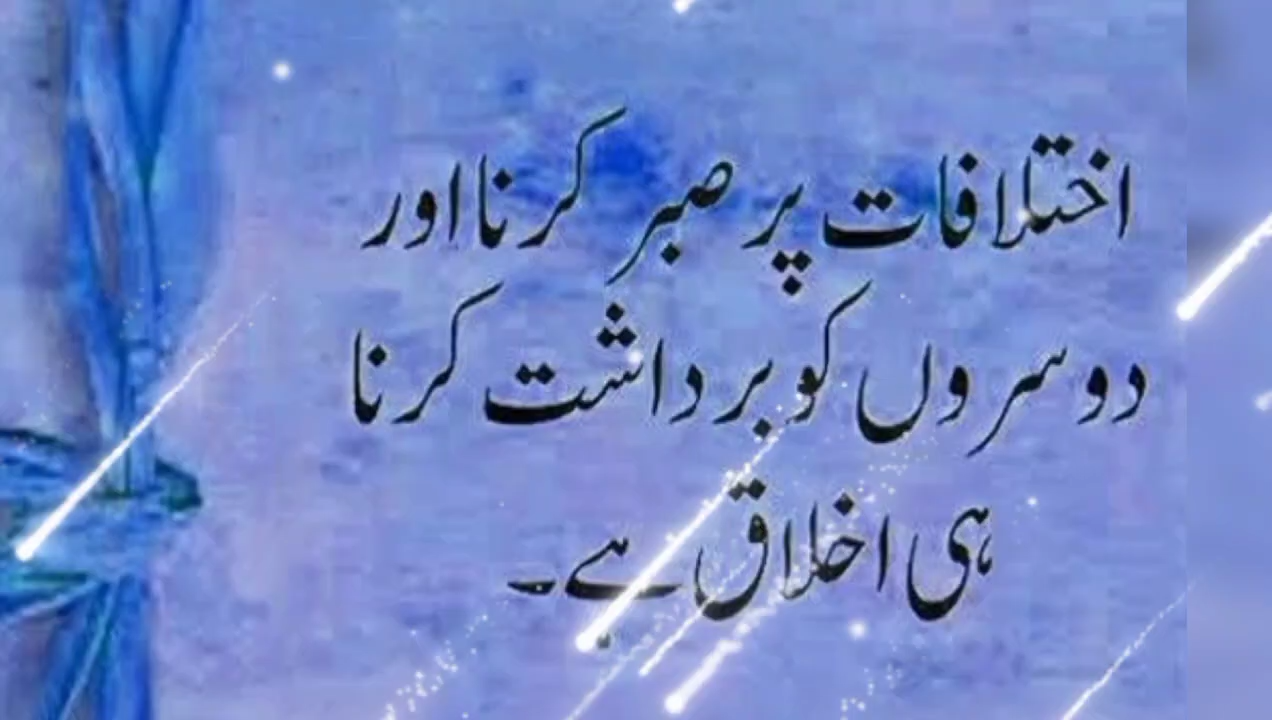 اختلافات پر صبر کرنا اور
دوسروں کو برداشت کرنا
ہی اخلاق ہے۔